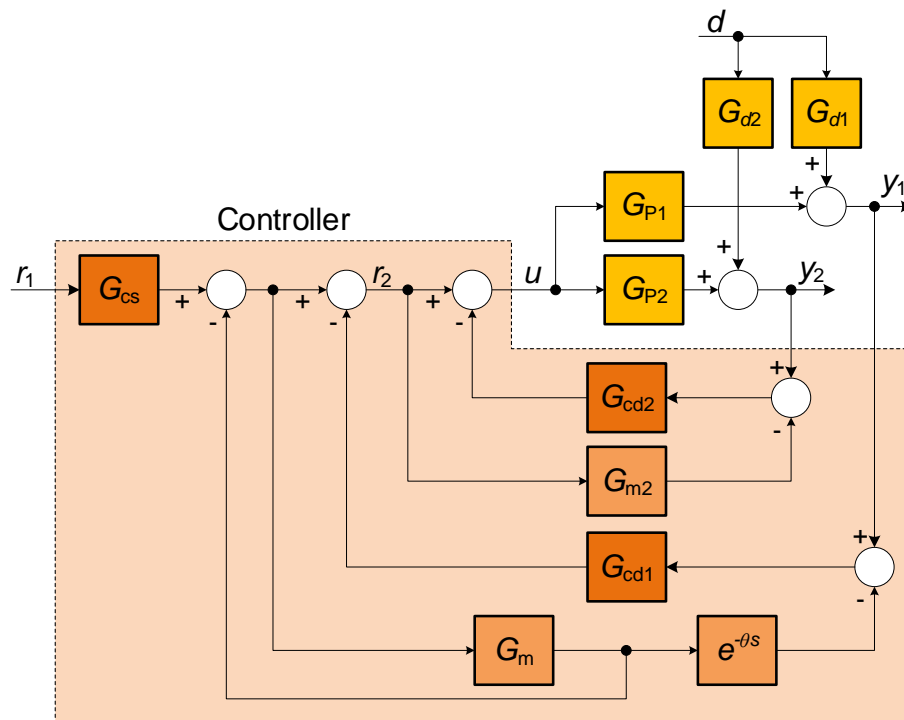 d
G_d2
G_d1
y_1
+
+
G_P1
Controller
r_1
G_cs
+
-
+
r_2
-
+
-
u
G_P2
+
+
y_2
G_cd2
+
-
G_m2
G_cd1
+
-
G_m
e^-θs